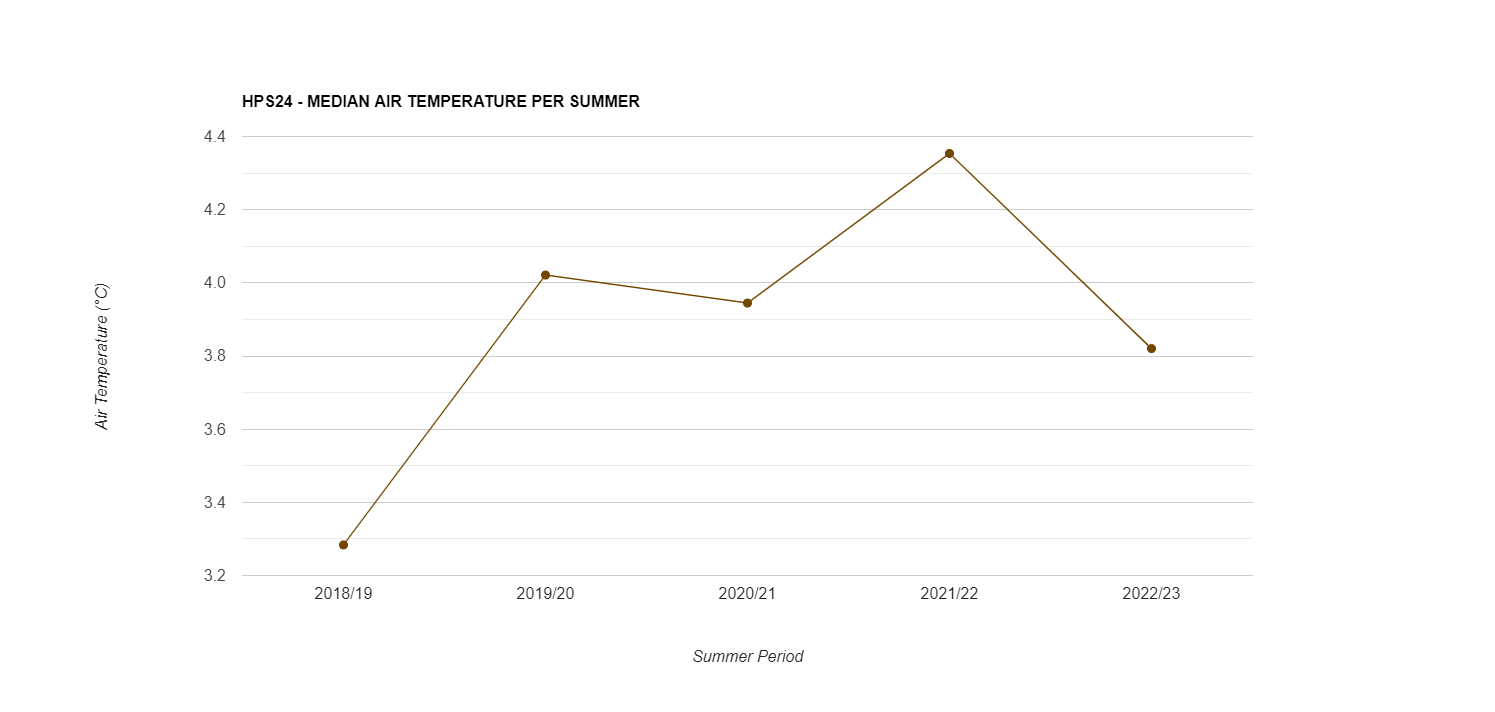 HPS24 - MEDIAN AIR TEMPERATURE PER SUMMER
4.4
4.2
4.0
3.8
3.6
3.4
3.2
Air Temperature (°C)
2018/19 2019/20 2020/21 2021/22 2022/23
Summer Period